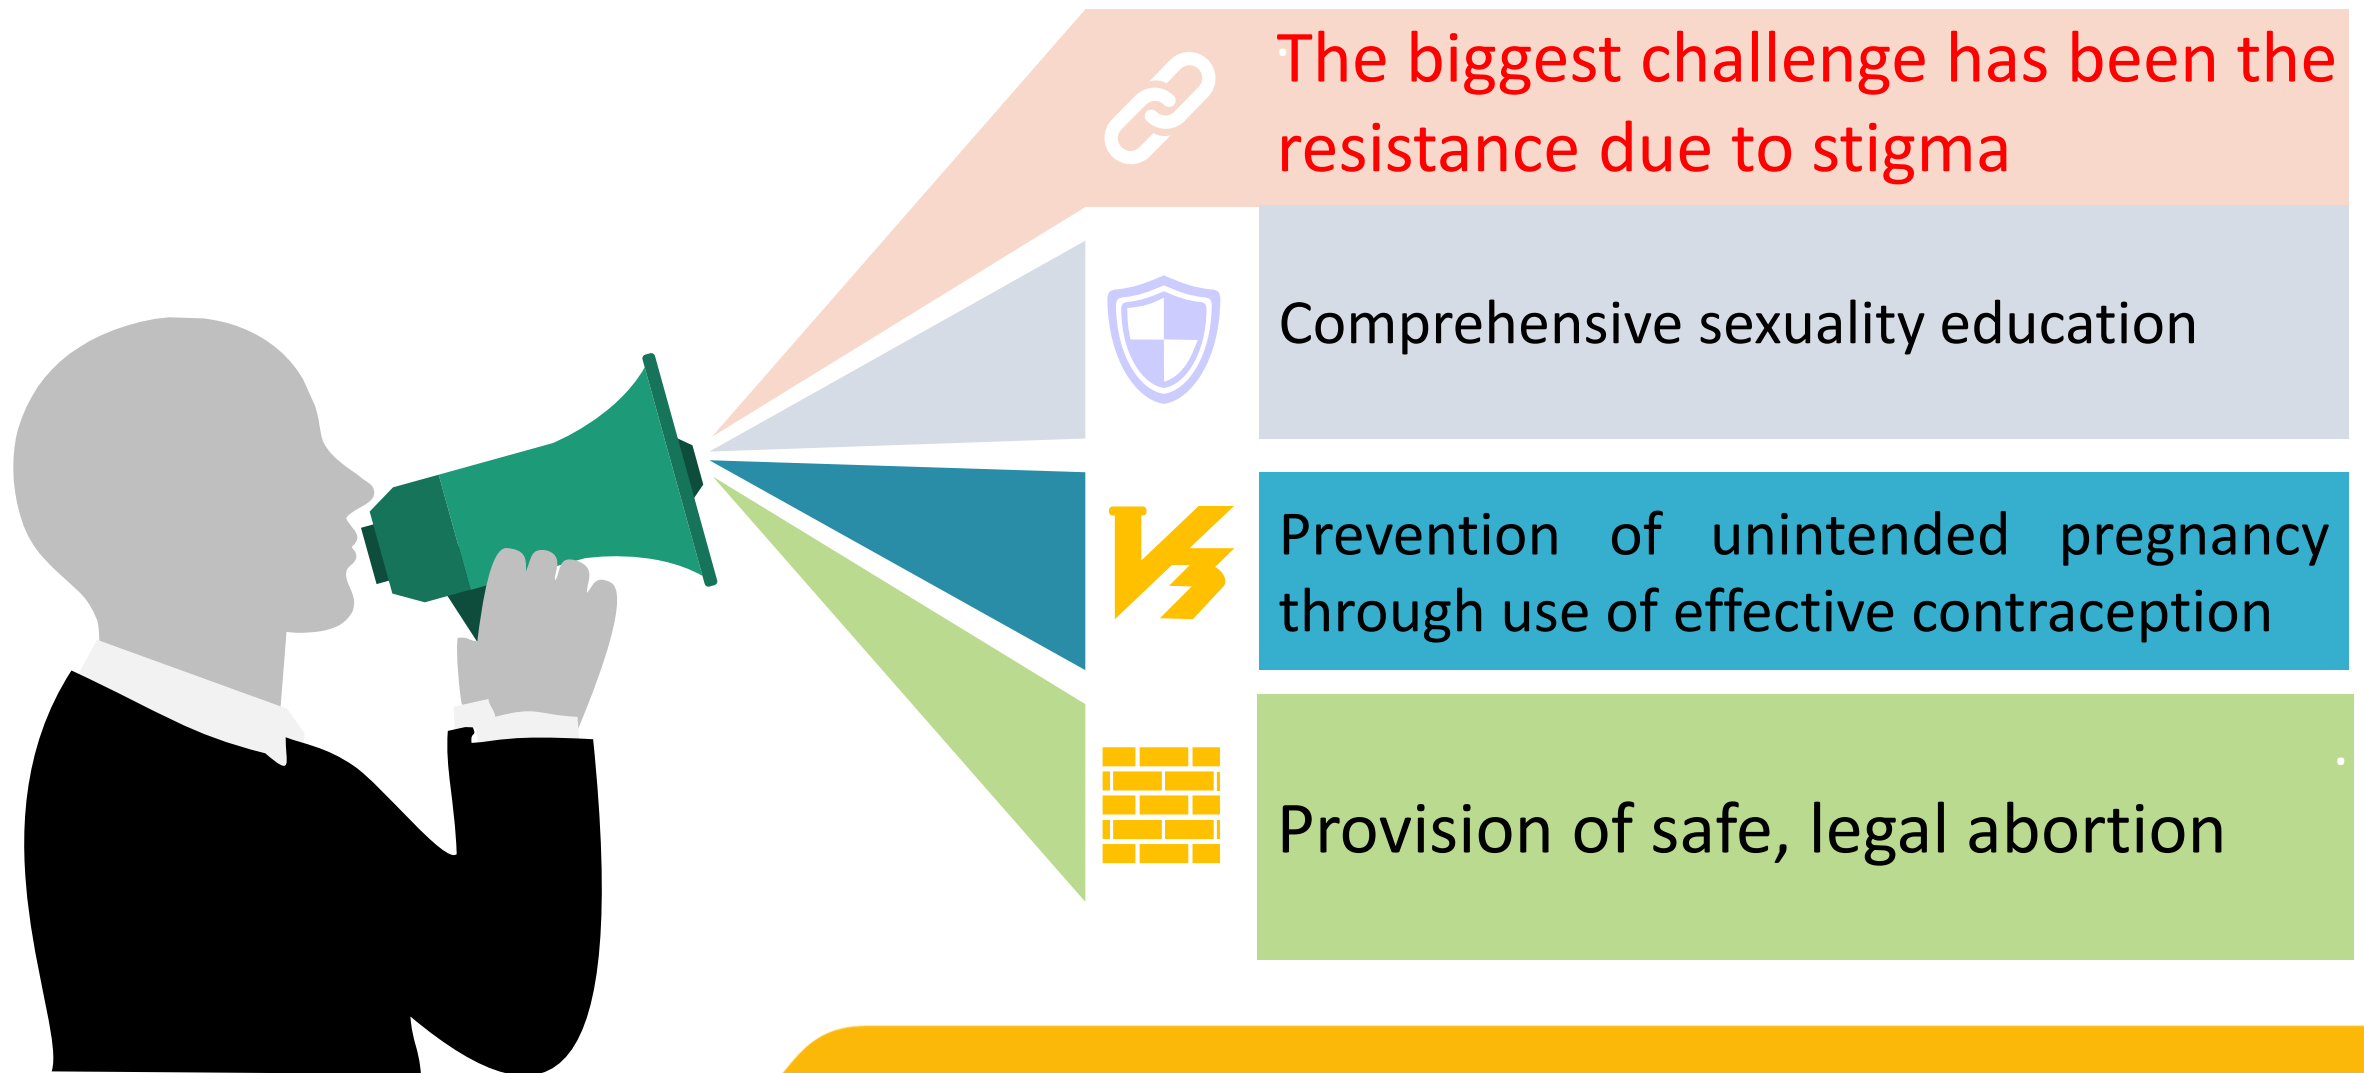 The biggest challenge has been the
resistance due to stigma
Comprehensive sexuality education
Prevention of unintended pregnancy
through use of effective contraception
Provision of safe, legal abortion